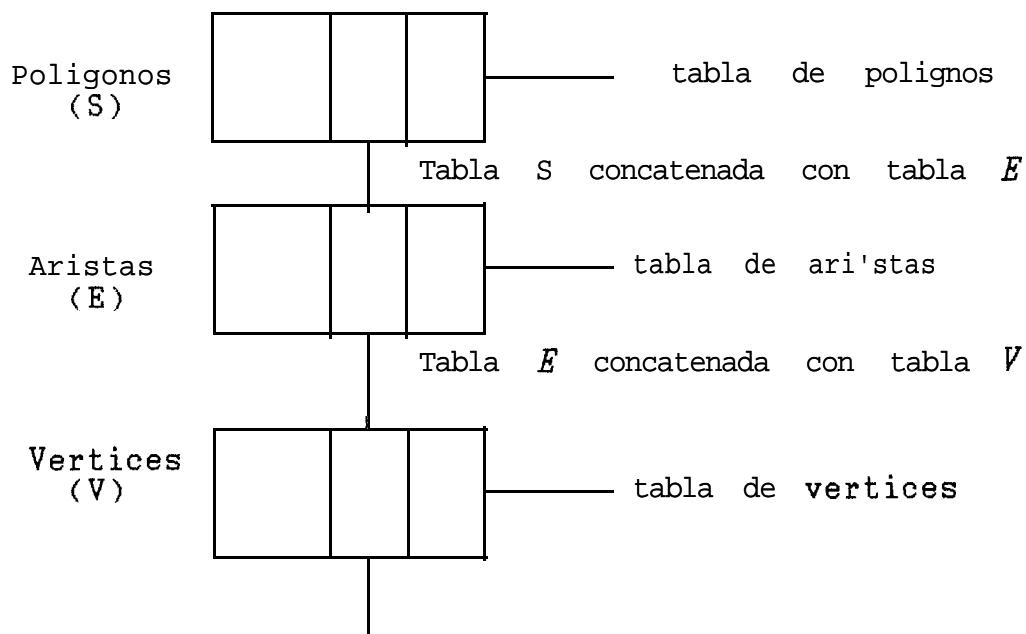 Poligonos
(S)
tabla de polignos
Tabla S concatenada con tabla E
Aristas
(E)
tabla de ari'stas
Tabla E concatenada con tabla V
Vertices
(V)
tabla de vertices